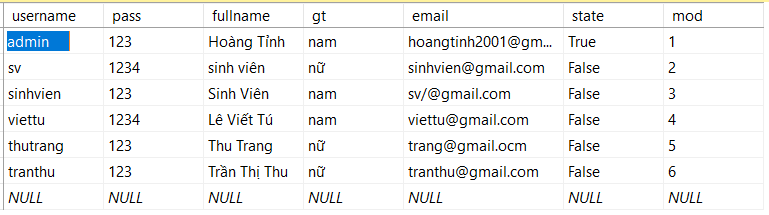 username pass fullname gt email state mod
admin 123 Hoàng Tỉnh nam hoangtinh2001@gm... True 1
sv 1234 sinh viên nữ sinhvien@gmail.com False 2
sinhvien 123 Sinh Viên nam sv/@gmail.com False 3
viettu 1234 Lê Viết Tú nam viettu@gmail.com False 4
thutrang 123 Thu Trang nữ trang@gmail.ocm False 5
tranthu 123 Trần Thị Thu nữ tranthu@gmail.com False 6
NULL NULL NULL NULL NULL NULL NULL